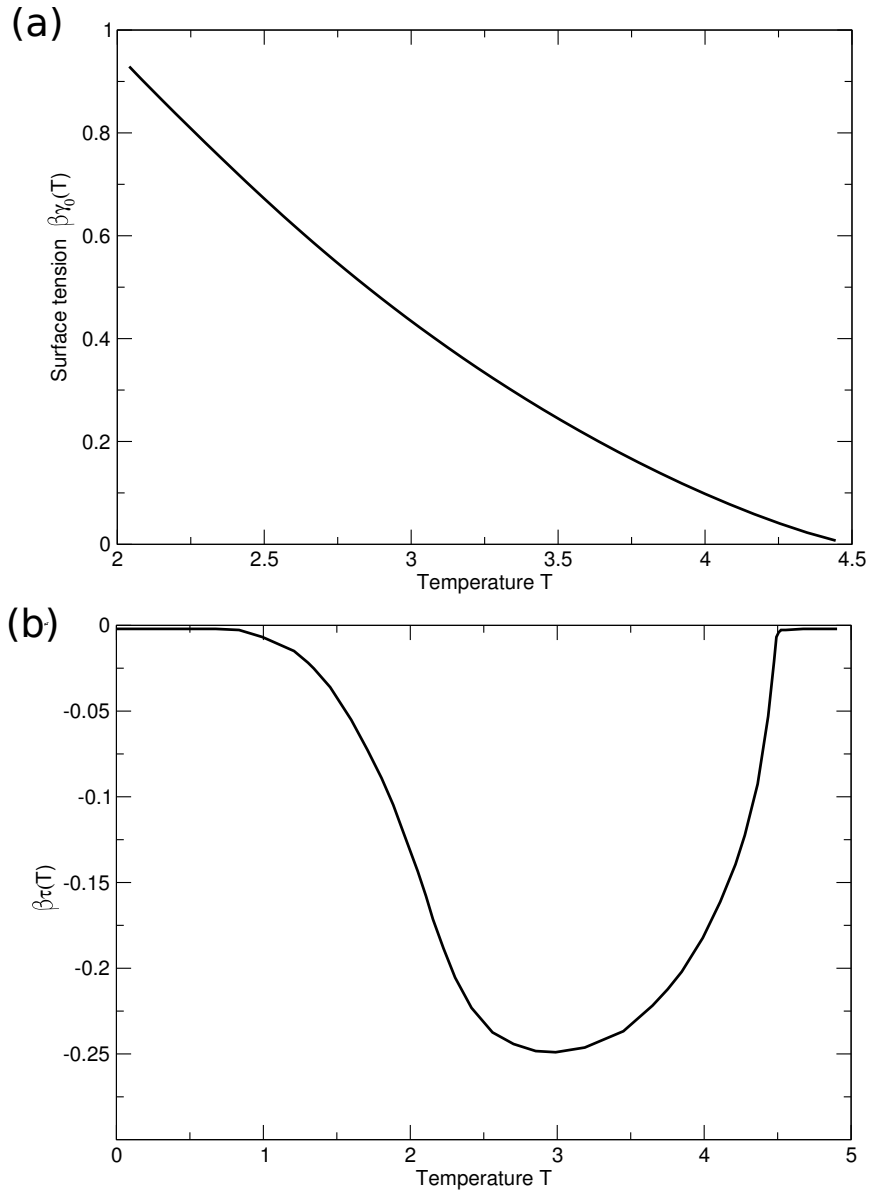 (a)
1
0.8
0.6
0.4
0.2
0
Surface tension βγ₀(T)
2 2.5 3 3.5 4 4.5
Temperature T
(b)
0
-0.05
-0.1
-0.15
-0.2
-0.25
βτ(T)
0 1 2 3 4 5
Temperature T